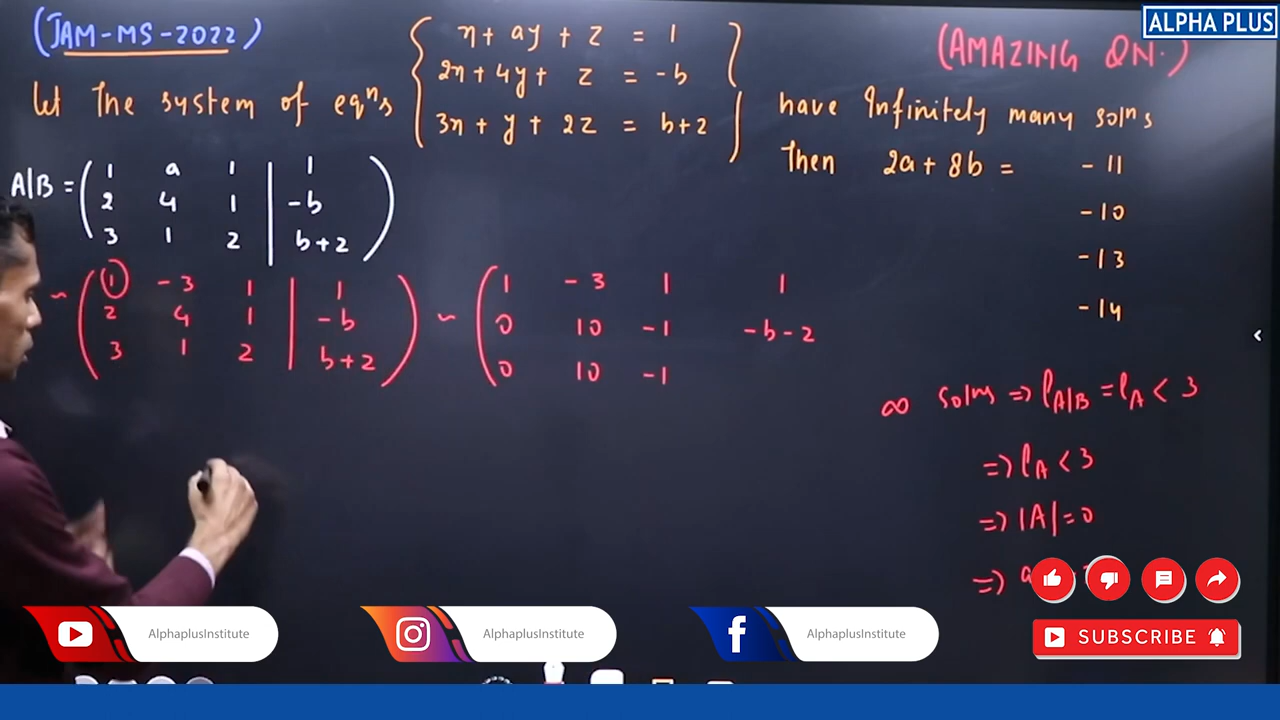 (JAM-MS-2022)
ALPHA PLUS
(AMAZING QN.)
Let The system of eqns
x + ay + z = 1
2x + 4y + z = -b
3x + y + 2z = b+2
have Infinitely many solns
Then 2a + 8b =
-11
-10
-13
-14
A|B =
1 a 1 | 1
2 4 1 | -b
3 1 2 | b+2
~
1 -3 1 | 1
2 4 1 | -b
3 1 2 | b+2
~
1 -3 1 1
0 10 -1 -b-2
0 10 -1
∞ solns => ρA|B = ρA < 3
=> ρA < 3
=> |A| = 0
=>
AlphaplusInstitute
AlphaplusInstitute
AlphaplusInstitute
SUBSCRIBE